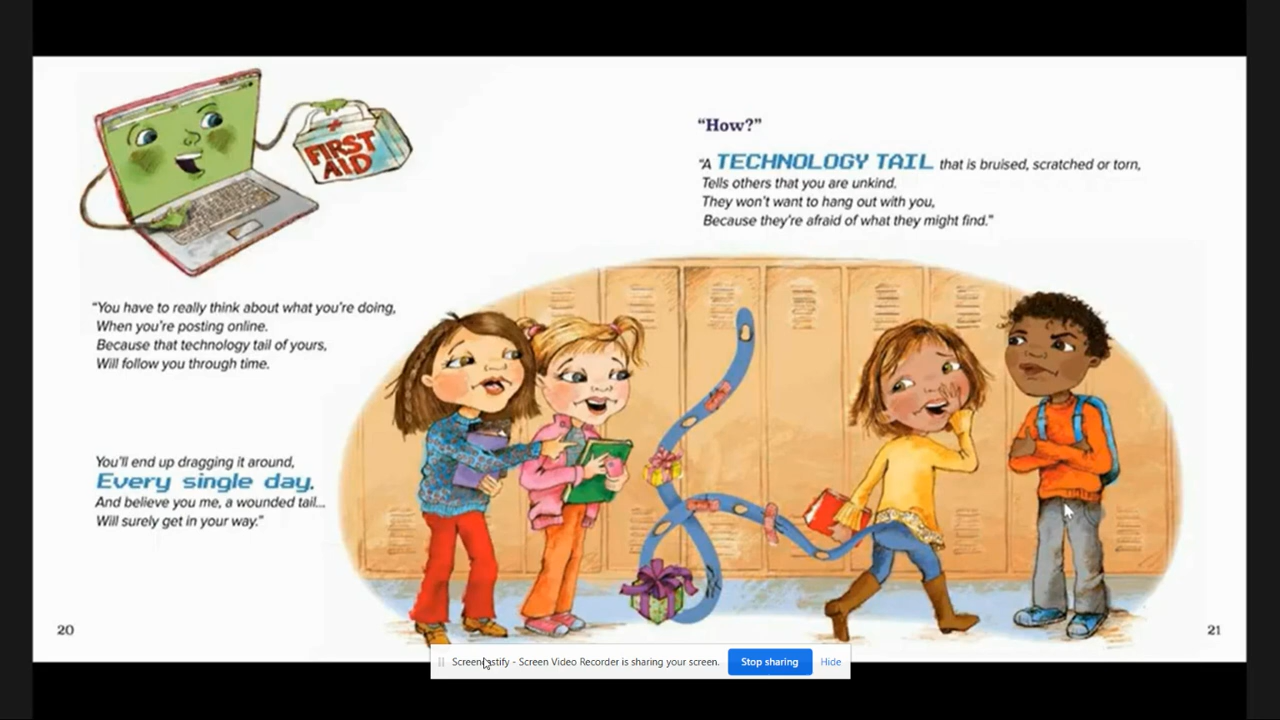 FIRST
AID
"You have to really think about what you're doing,
When you're posting online.
Because that technology tail of yours,
Will follow you through time.
You'll end up dragging it around,
Every single day.
And believe you me, a wounded tail...
Will surely get in your way."
20
"How?"
"A TECHNOLOGY TAIL that is bruised, scratched or torn,
Tells others that you are unkind.
They won't want to hang out with you,
Because they're afraid of what they might find."
21
Screencastify - Screen Video Recorder is sharing your screen.
Stop sharing
Hide